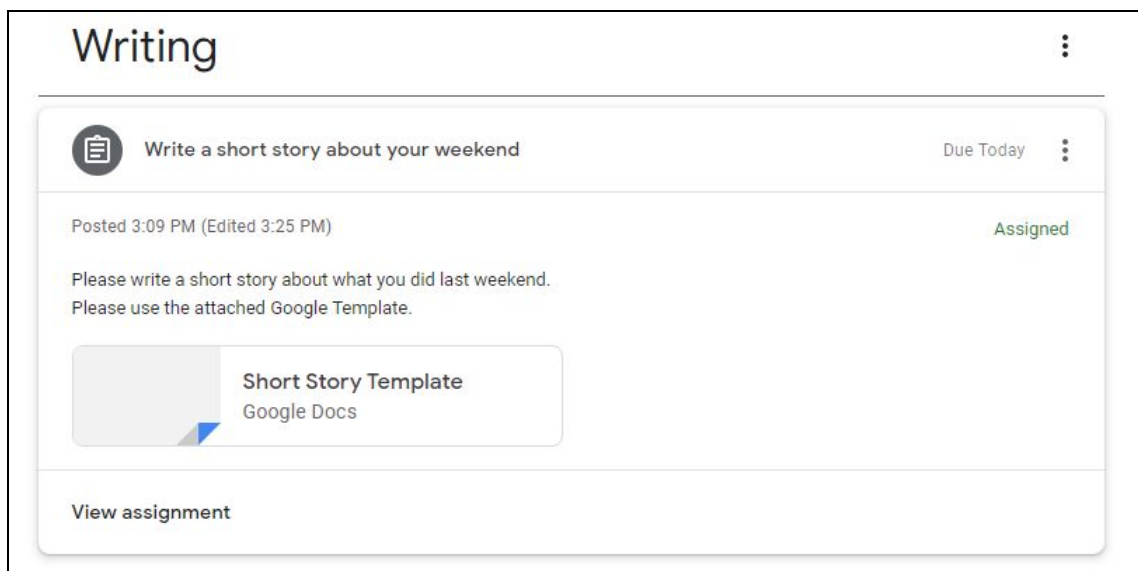 Writing
Write a short story about your weekend
Due Today
Posted 3:09 PM (Edited 3:25 PM)
Assigned
Please write a short story about what you did last weekend.
Please use the attached Google Template.
Short Story Template
Google Docs
View assignment